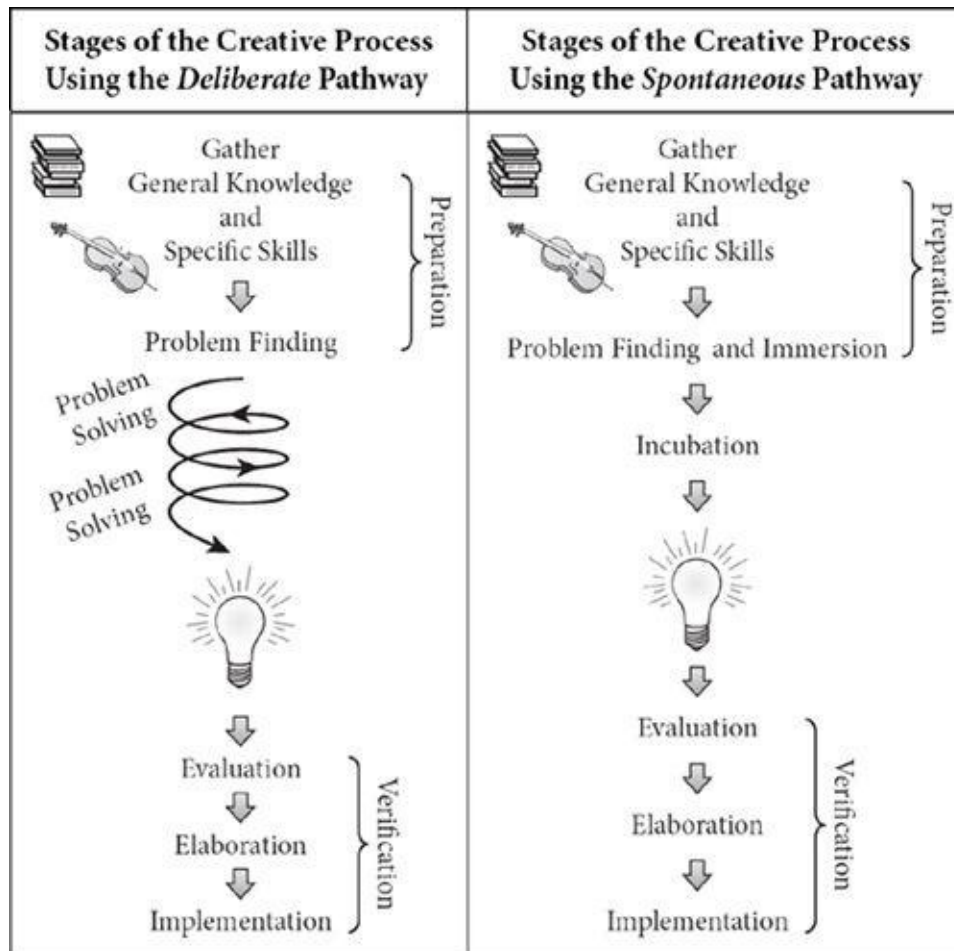 Stages of the Creative Process
Using the Deliberate Pathway
Gather
General Knowledge
and
Specific Skills
Problem Finding
Preparation
Problem
Solving
Problem
Solving
Evaluation
Elaboration
Implementation
Verification
Stages of the Creative Process
Using the Spontaneous Pathway
Gather
General Knowledge
and
Specific Skills
Problem Finding and Immersion
Preparation
Incubation
Evaluation
Elaboration
Implementation
Verification